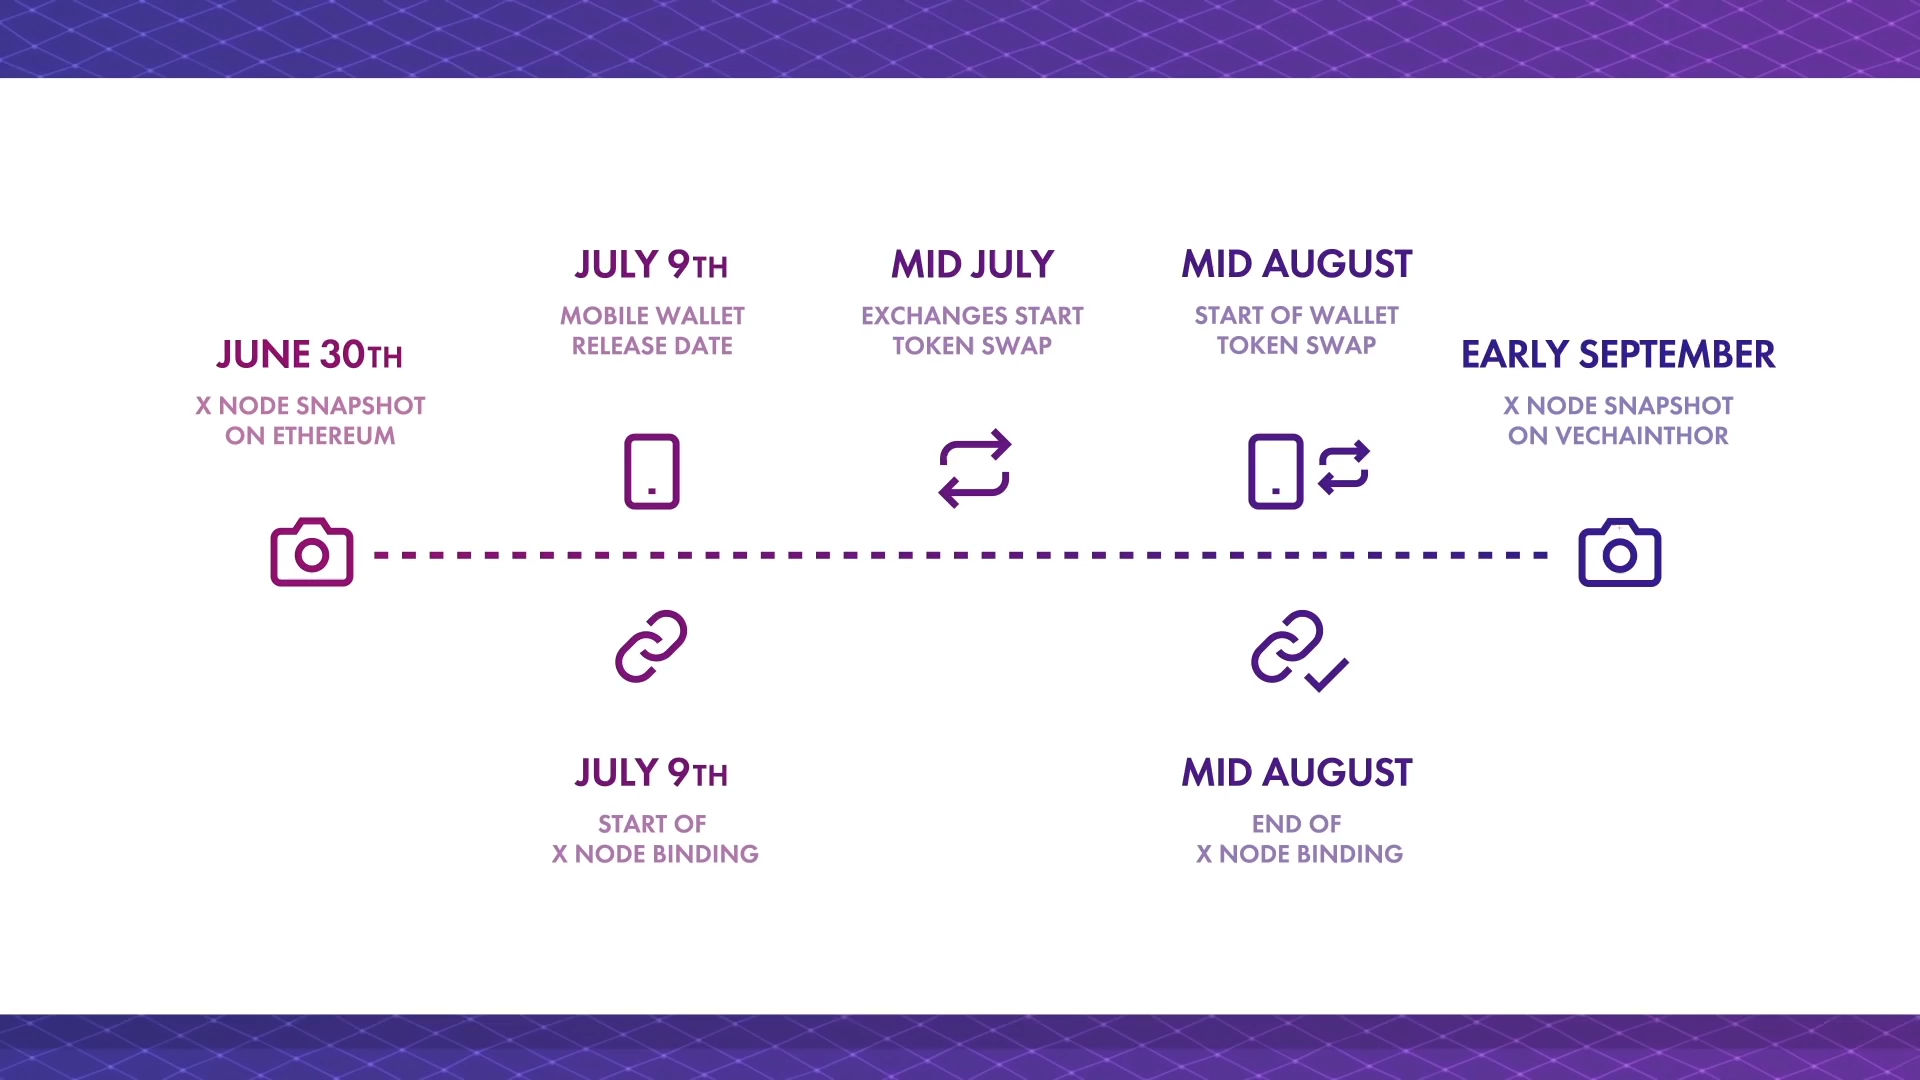 JUNE 30TH
X NODE SNAPSHOT
ON ETHEREUM
JULY 9TH
MOBILE WALLET
RELEASE DATE
MID JULY
EXCHANGES START
TOKEN SWAP
MID AUGUST
START OF WALLET
TOKEN SWAP
EARLY SEPTEMBER
X NODE SNAPSHOT
ON VECHAINTHOR
JULY 9TH
START OF
X NODE BINDING
MID AUGUST
END OF
X NODE BINDING